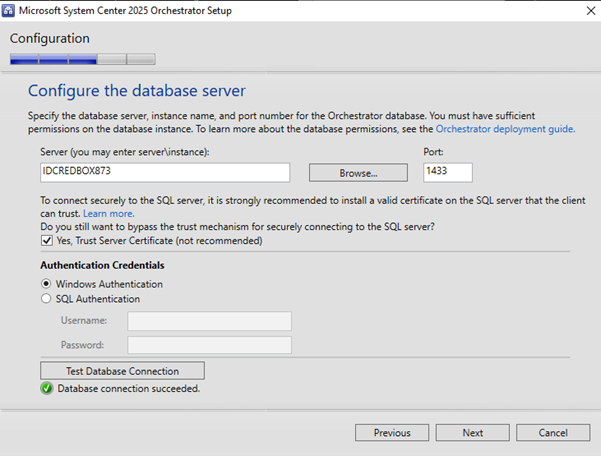 Microsoft System Center 2025 Orchestrator Setup
Configuration
Configure the database server
Specify the database server, instance name, and port number for the Orchestrator database. You must have sufficient
permissions on the database instance. To learn more about the database permissions, see the Orchestrator deployment guide.
Server (you may enter server\instance):
Port:
IDCREDBOX873
Browse...
1433
To connect securely to the SQL server, it is strongly recommended to install a valid certificate on the SQL server that the client
can trust. Learn more.
Do you still want to bypass the trust mechanism for securely connecting to the SQL server?
Yes, Trust Server Certificate (not recommended)
Authentication Credentials
Windows Authentication
SQL Authentication
Username:
Password:
Test Database Connection
Database connection succeeded.
Previous
Next
Cancel